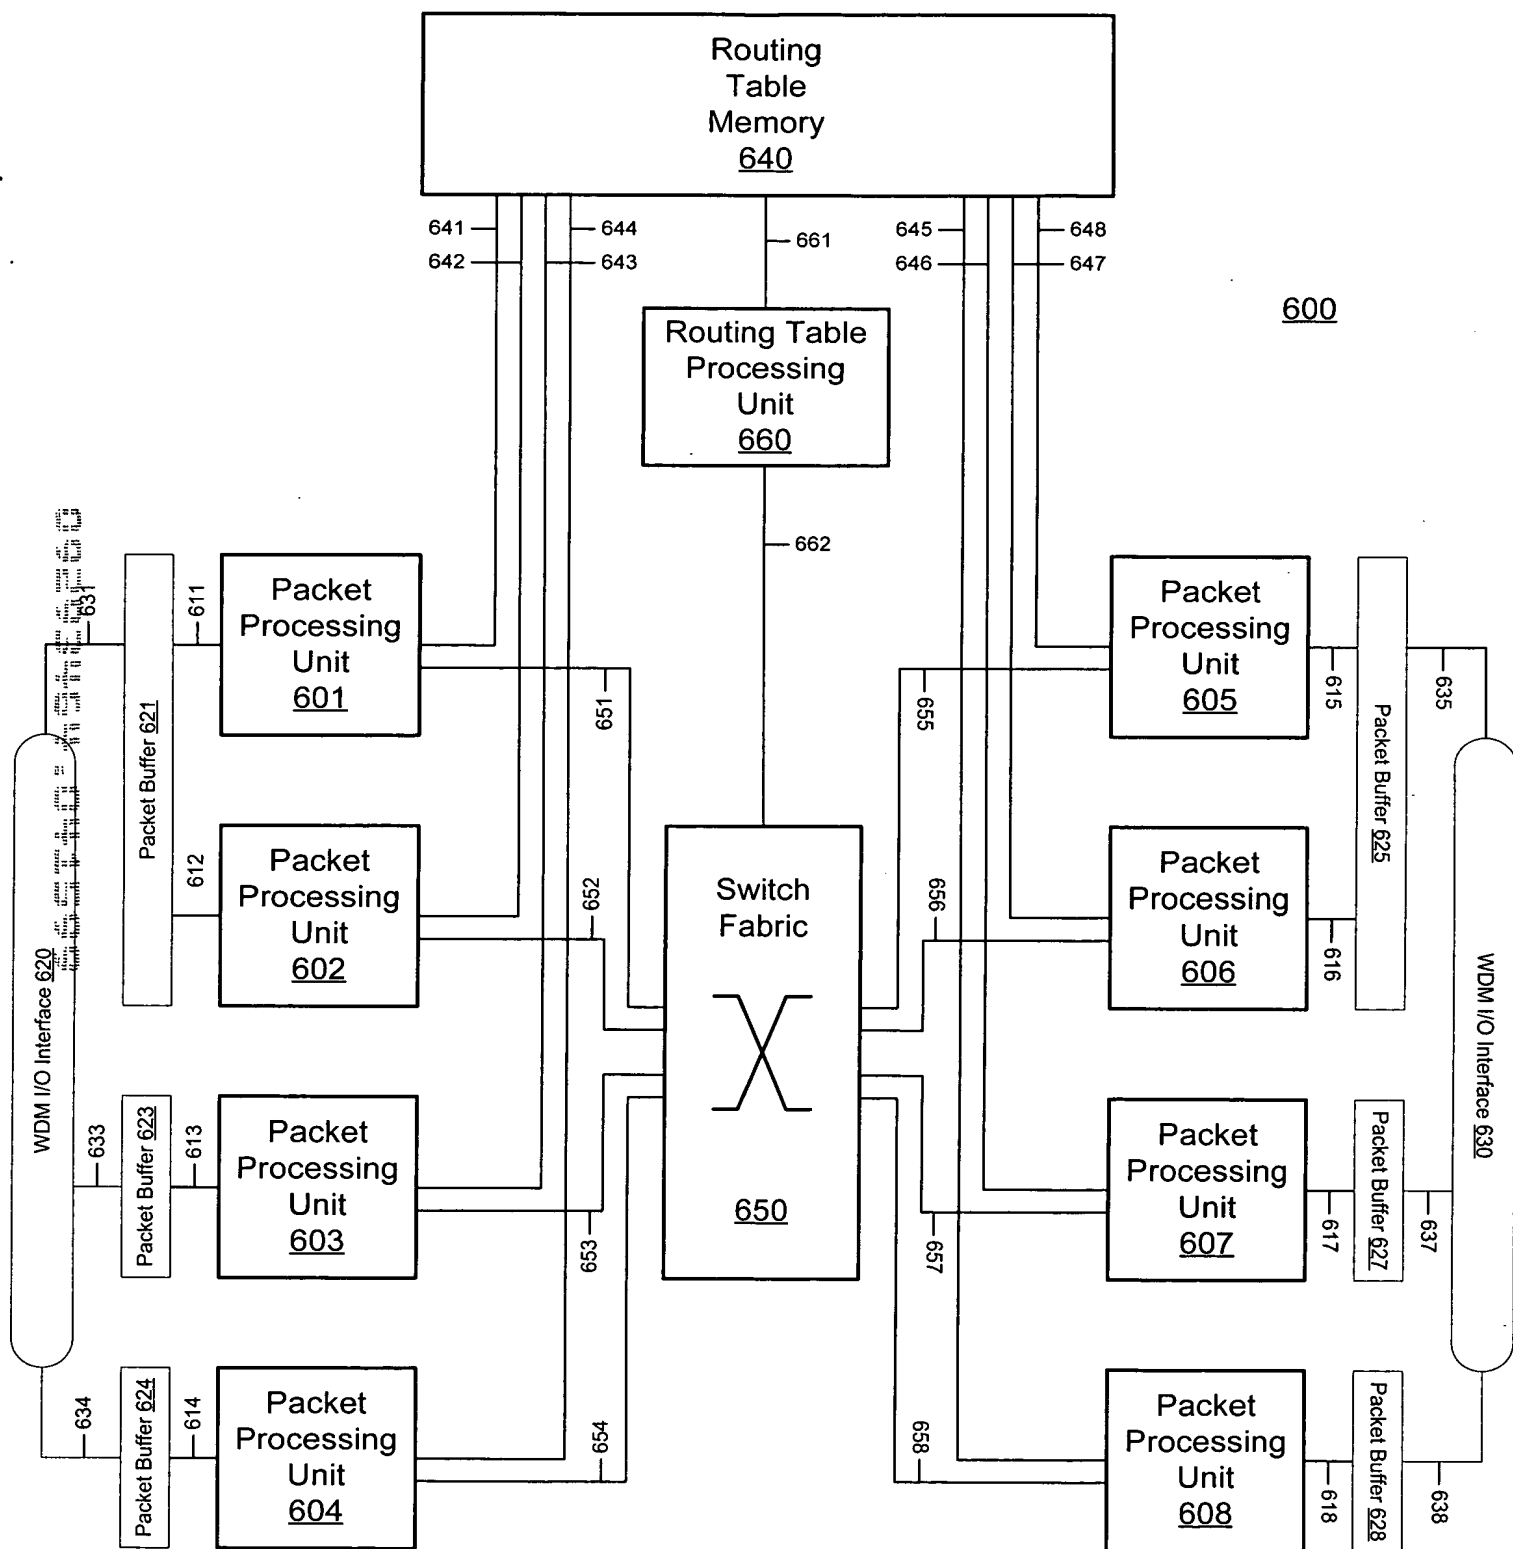 Routing
Table
Memory
640
641
642
644
643
661
645
646
648
647
600
Routing Table
Processing
Unit
660
662
631
611
Packet
Processing
Unit
601
651
655
Packet
Processing
Unit
605
615
635
Packet Buffer 621
612
Packet
Processing
Unit
602
652
Switch
Fabric
650
656
Packet
Processing
Unit
606
616
Packet Buffer 625
WDM I/O Interface 620
WDM I/O Interface 630
633
Packet Buffer 623
613
Packet
Processing
Unit
603
653
657
Packet
Processing
Unit
607
617
Packet Buffer 627
637
634
Packet Buffer 624
614
Packet
Processing
Unit
604
654
658
Packet
Processing
Unit
608
618
Packet Buffer 628
638